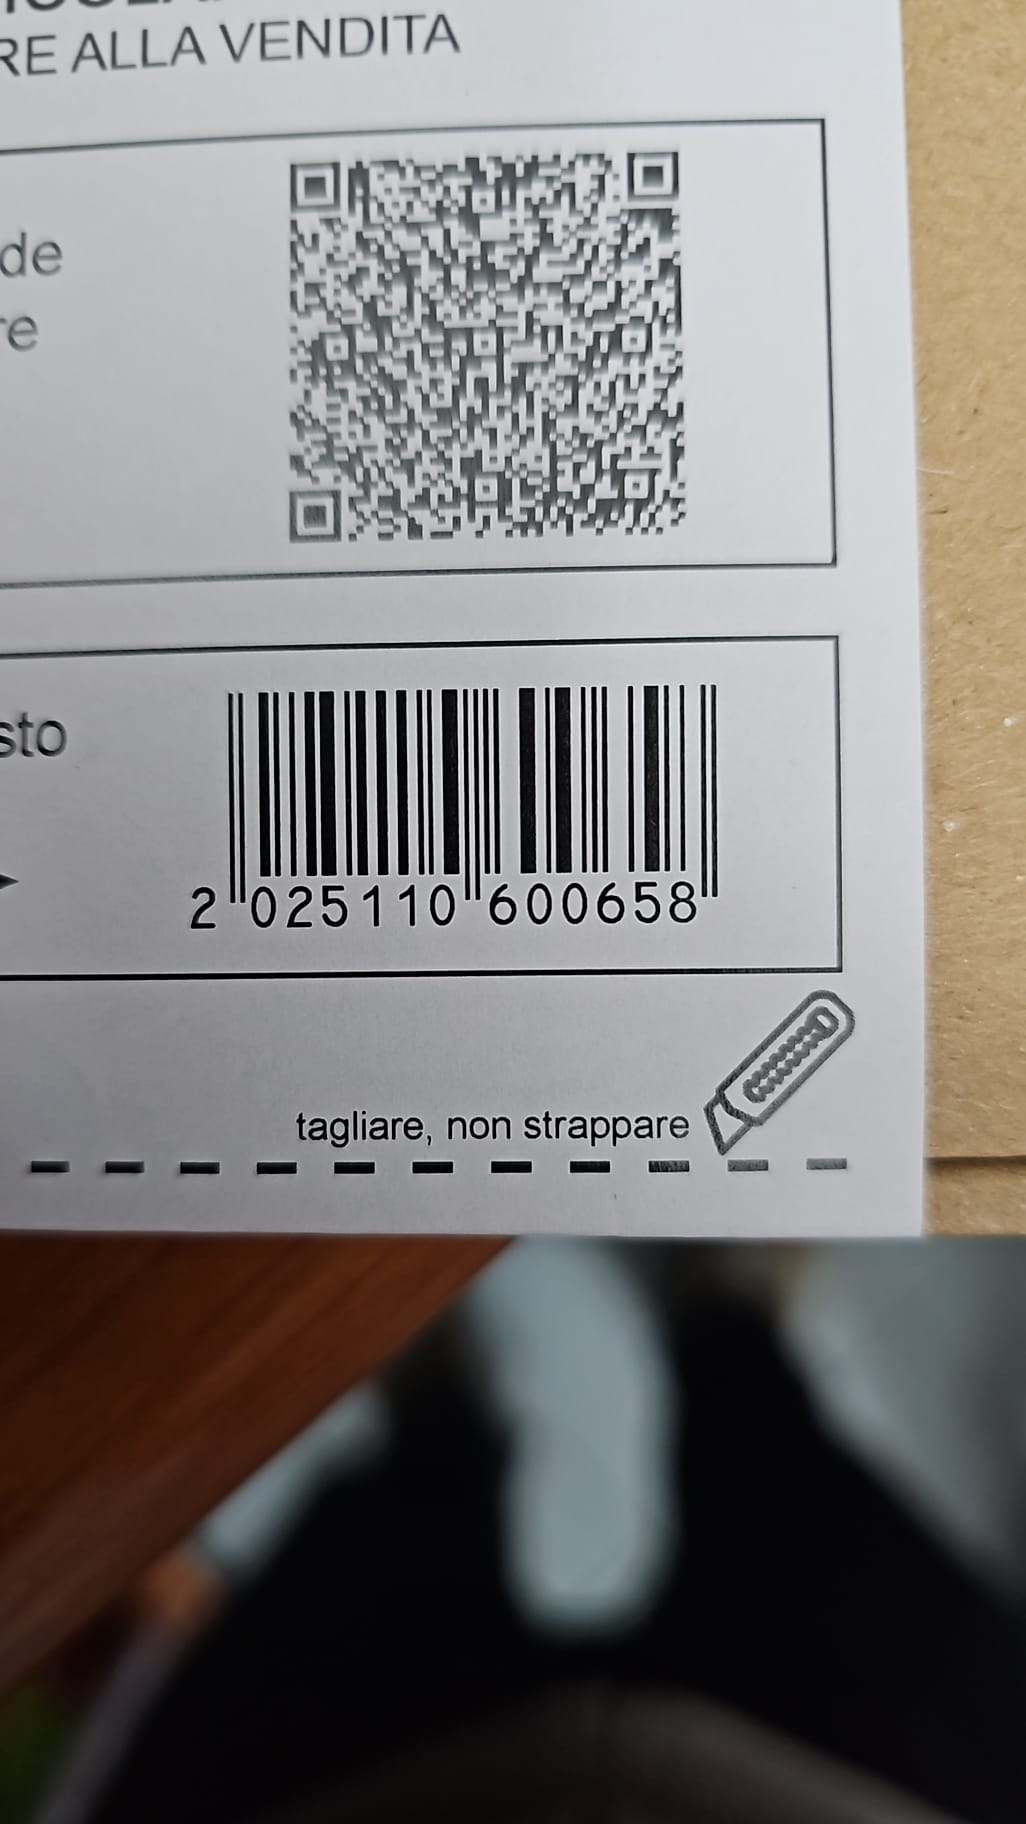 RE ALLA VENDITA
de
re
sto
2 025110 600658
tagliare, non strappare